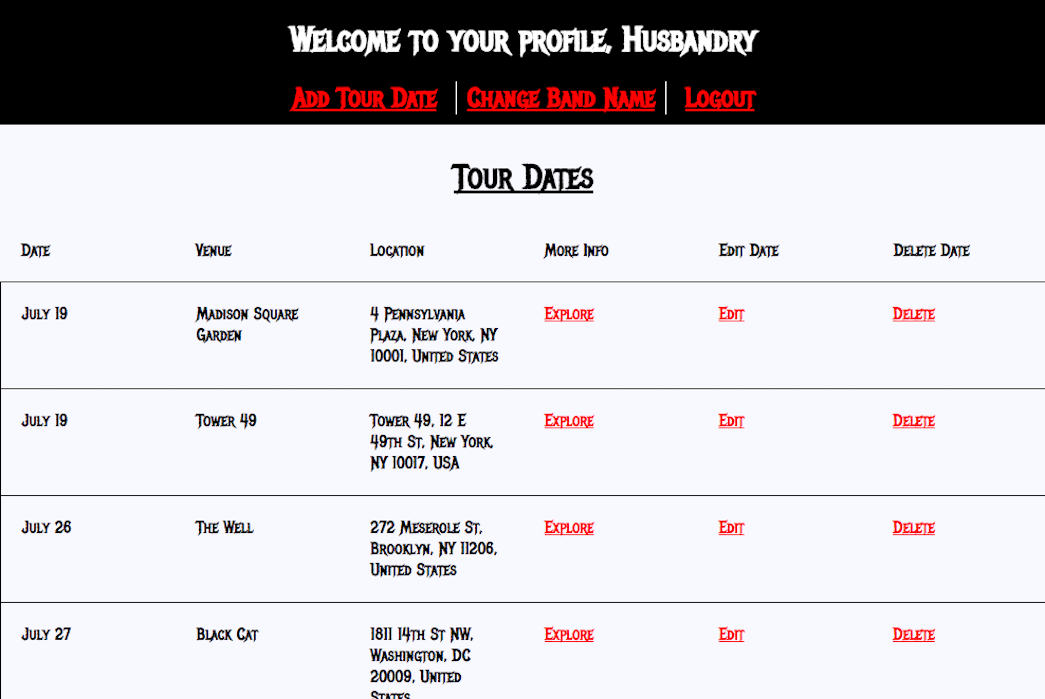 Welcome to your profile, Husbandry
Add Tour Date Change Band Name Logout
Tour Dates
Date Venue Location More Info Edit Date Delete Date
July 19 Madison Square 4 Pennsylvania Explore Edit Delete
Garden Plaza, New York, NY
10001, United States
July 19 Tower 49 Tower 49, 12 E Explore Edit Delete
49th St, New York,
NY 10017, USA
July 26 The Well 272 Meserole St, Explore Edit Delete
Brooklyn, NY 11206,
United States
July 27 Black Cat 1811 14th St NW, Explore Edit Delete
Washington, DC
20009, United
States